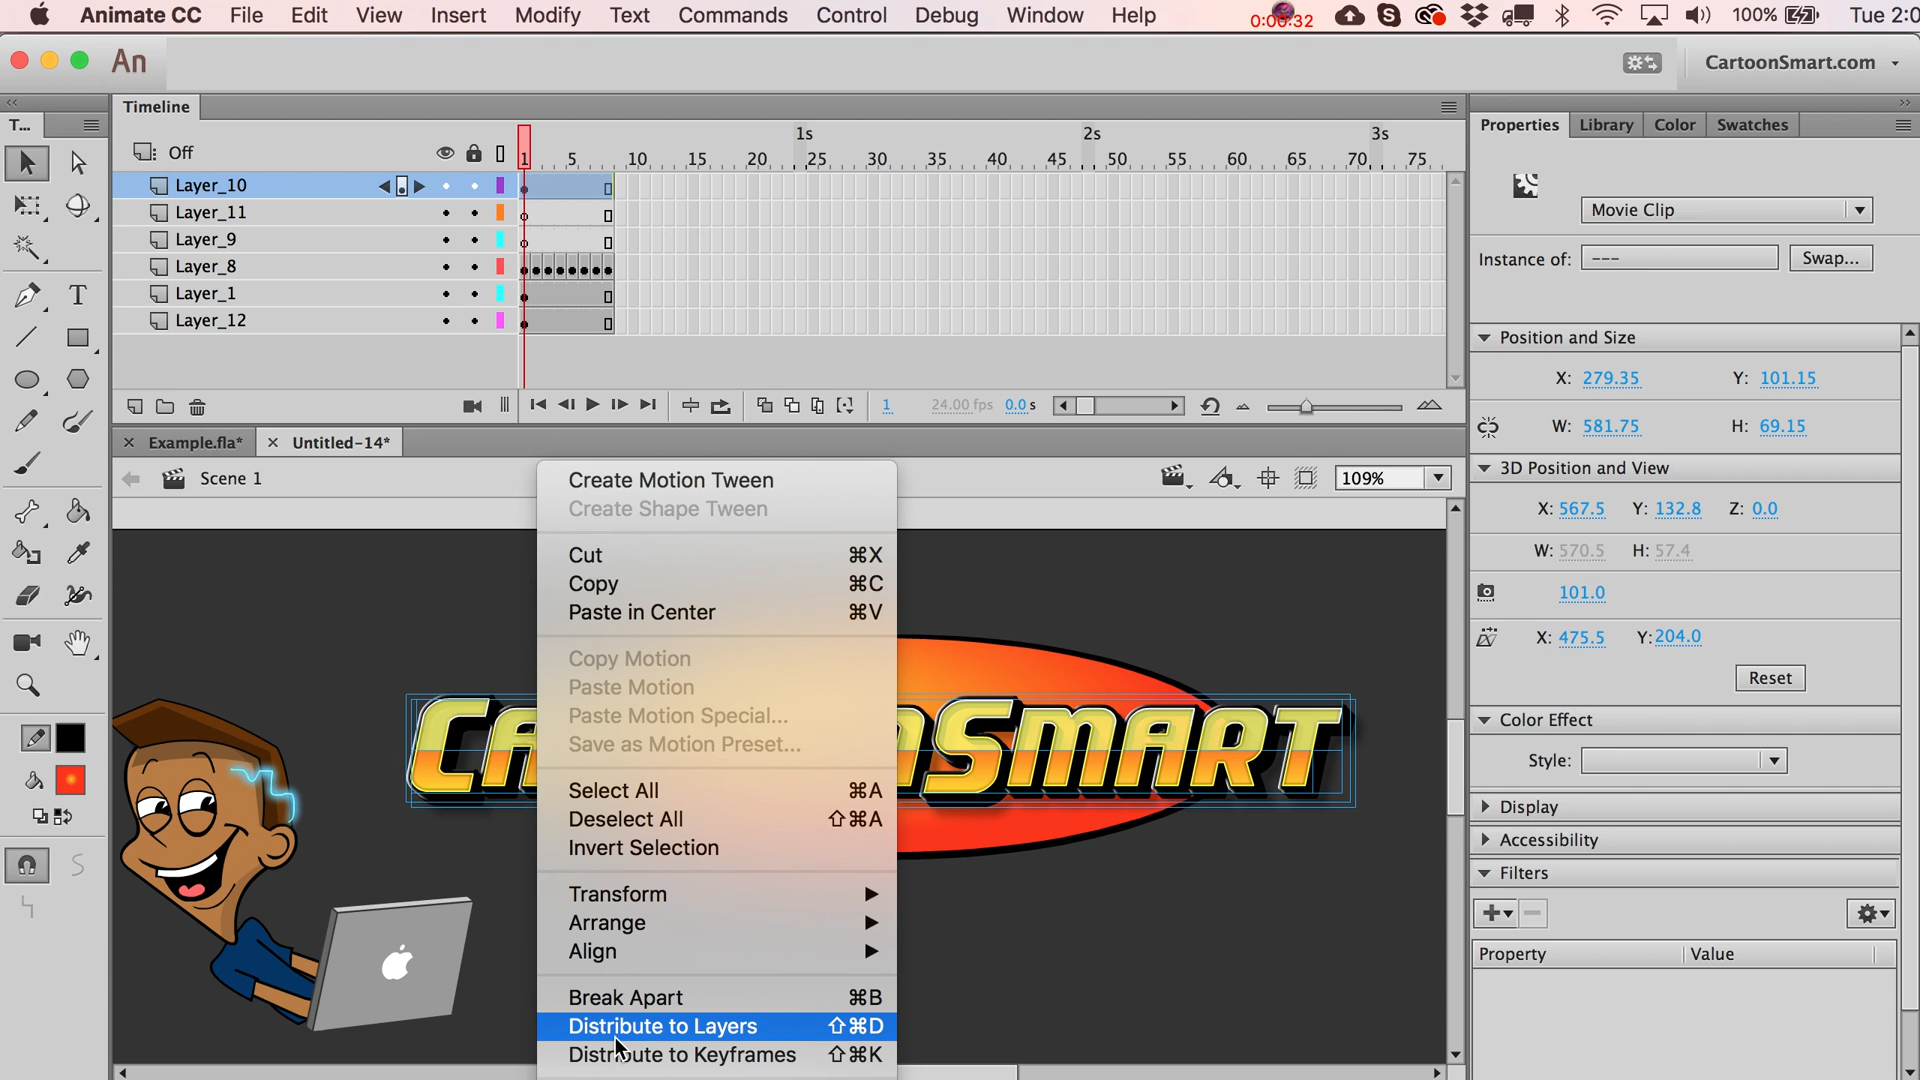 Animate CC File Edit View Insert Modify Text Commands Control Debug Window Help 0:00:32 100% Tue 2:0
An CartoonSmart.com
T... Timeline Properties Library Color Swatches
Off 1s 2s 3s
1 5 10 15 20 25 30 35 40 45 50 55 60 65 70 75
Layer_10
Layer_11
Layer_9
Layer_8
Layer_1
Layer_12
1 24.00 fps 0.0 s
Movie Clip
Instance of: --- Swap...
Position and Size
X: 279.35 Y: 101.15
W: 581.75 H: 69.15
3D Position and View
X: 567.5 Y: 132.8 Z: 0.0
W: 570.5 H: 57.4
101.0
X: 475.5 Y: 204.0
Reset
Color Effect
Style:
Display
Accessibility
Filters
Property Value
Example.fla* Untitled-14*
Scene 1 109%
Create Motion Tween
Create Shape Tween
Cut ⌘X
Copy ⌘C
Paste in Center ⌘V
Copy Motion
Paste Motion
Paste Motion Special...
Save as Motion Preset...
Select All ⌘A
Deselect All ⇧⌘A
Invert Selection
Transform
Arrange
Align
Break Apart ⌘B
Distribute to Layers ⇧⌘D
Distribute to Keyframes ⇧⌘K